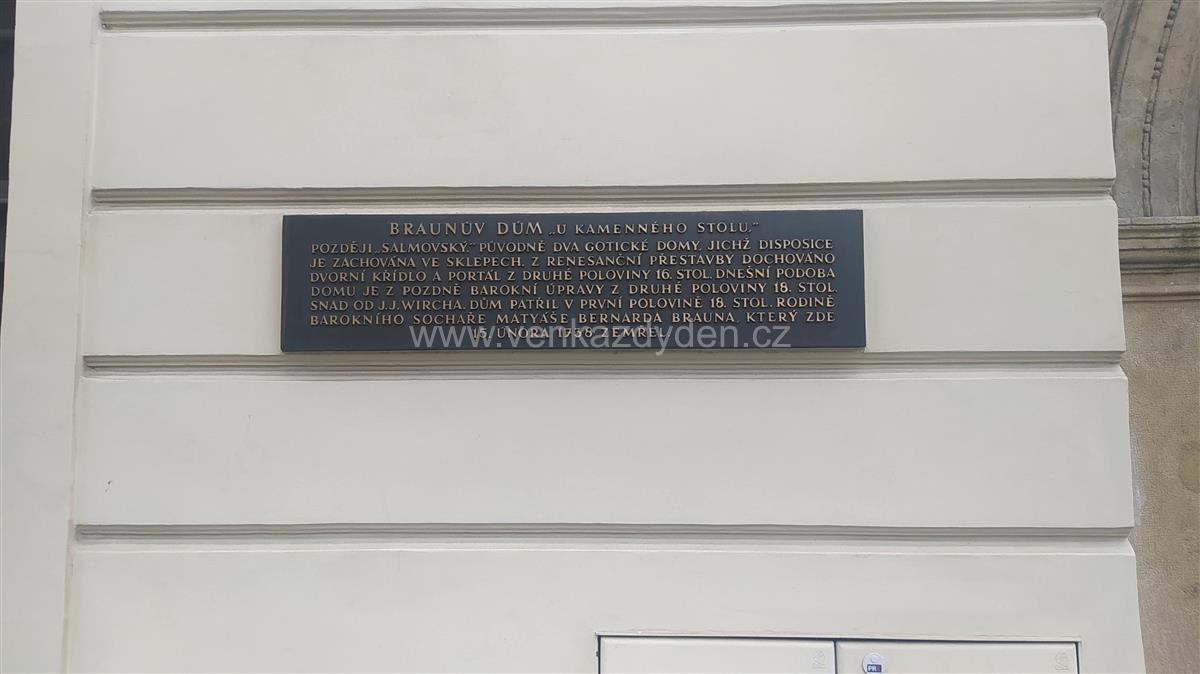 BRAUNŮV DŮM „U KAMENNÉHO STOLU,“
POZDĚJI „SALMOVSKÝ.“ PŮVODNĚ DVA GOTICKÉ DOMY, JICHŽ DISPOSICE
JE ZACHOVÁNA VE SKLEPECH. Z RENESANČNÍ PŘESTAVBY DOCHOVÁNO
DVORNÍ KŘÍDLO A PORTÁL Z DRUHÉ POLOVINY 16. STOL. DNEŠNÍ PODOBA
DOMU JE Z POZDNĚ BAROKNÍ ÚPRAVY Z DRUHÉ POLOVINY 18. STOL.
SNAD OD J. J. WIRCHA. DŮM PATŘIL V PRVNÍ POLOVINĚ 18. STOL. RODINĚ
BAROKNÍHO SOCHAŘE MATYÁŠE BERNARDA BRAUNA, KTERÝ ZDE
15. ÚNORA 1738 ZEMŘEL.
www.venkazdyden.cz